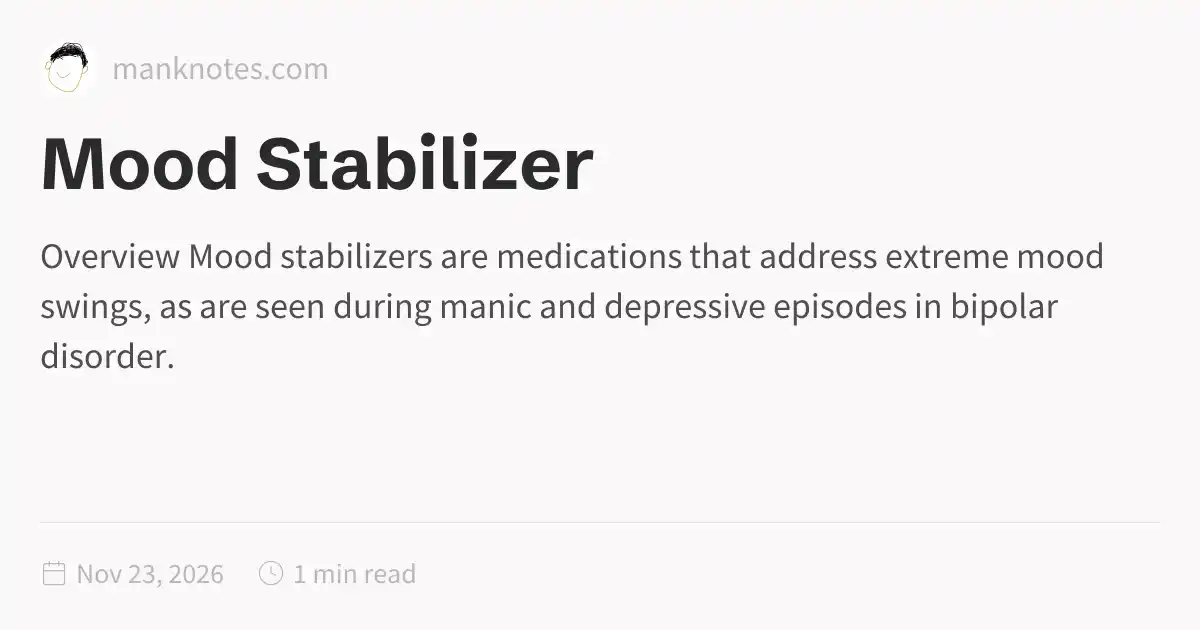 manknotes.com
Mood Stabilizer
Overview Mood stabilizers are medications that address extreme mood
swings, as are seen during manic and depressive episodes in bipolar
disorder.
Nov 23, 2026 1 min read